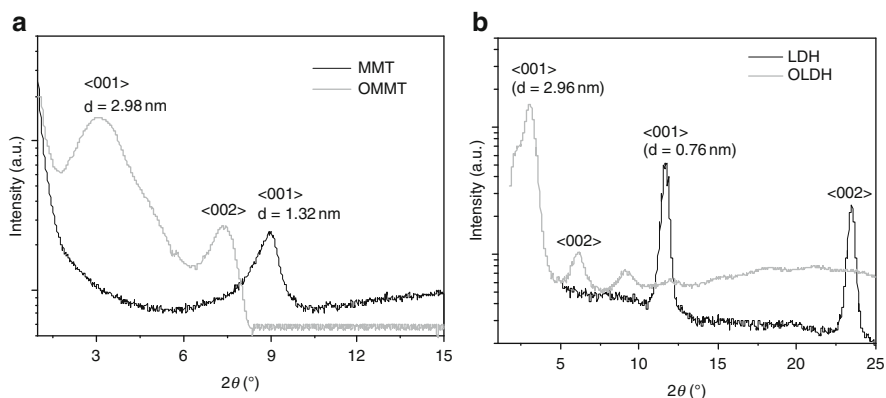 a
<001>
d = 2.98 nm
MMT
OMMT
<002>
<001>
d = 1.32 nm
Intensity (a.u.)
3
6
9
12
15
2θ (°)
b
<001>
(d = 2.96 nm)
LDH
OLDH
<001>
(d = 0.76 nm)
<002>
<002>
Intensity (a.u.)
5
10
15
20
25
2θ (°)